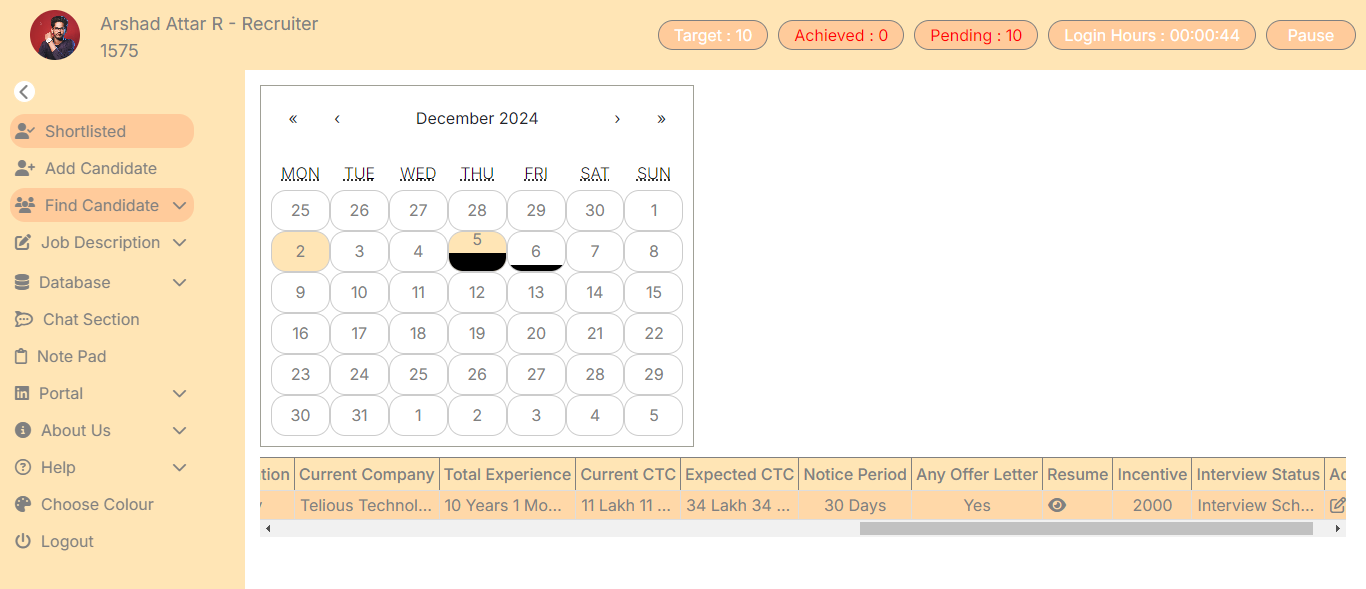 Arshad Attar R - Recruiter
1575
Target : 10 Achieved : 0 Pending : 10 Login Hours : 00:00:44 Pause
Shortlisted
Add Candidate
Find Candidate
Job Description
Database
Chat Section
Note Pad
Portal
About Us
Help
Choose Colour
Logout
« ‹ December 2024 › »
MON TUE WED THU FRI SAT SUN
25 26 27 28 29 30 1
2 3 4 5 6 7 8
9 10 11 12 13 14 15
16 17 18 19 20 21 22
23 24 25 26 27 28 29
30 31 1 2 3 4 5
tion Current Company Total Experience Current CTC Expected CTC Notice Period Any Offer Letter Resume Incentive Interview Status Ac
Telious Technol... 10 Years 1 Mo... 11 Lakh 11 ... 34 Lakh 34 ... 30 Days Yes 2000 Interview Sch...